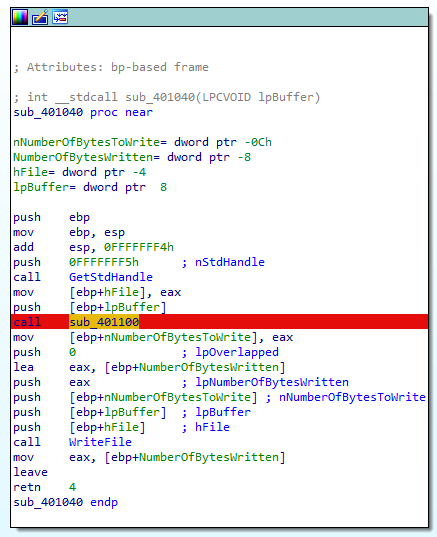 ; Attributes: bp-based frame
; int __stdcall sub_401040(LPCVOID lpBuffer)
sub_401040 proc near
nNumberOfBytesToWrite= dword ptr -0Ch
NumberOfBytesWritten= dword ptr -8
hFile= dword ptr -4
lpBuffer= dword ptr  8
push    ebp
mov     ebp, esp
add     esp, 0FFFFFFF4h
push    0FFFFFFF5h      ; nStdHandle
call    GetStdHandle
mov     [ebp+hFile], eax
push    [ebp+lpBuffer]
call    sub_401100
mov     [ebp+nNumberOfBytesToWrite], eax
push    0               ; lpOverlapped
lea     eax, [ebp+NumberOfBytesWritten]
push    eax             ; lpNumberOfBytesWritten
push    [ebp+nNumberOfBytesToWrite] ; nNumberOfBytesToWrite
push    [ebp+lpBuffer]  ; lpBuffer
push    [ebp+hFile]     ; hFile
call    WriteFile
mov     eax, [ebp+NumberOfBytesWritten]
leave
retn    4
sub_401040 endp